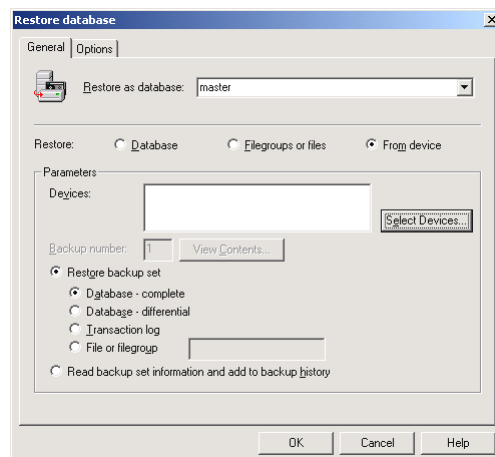 Restore database
General Options
Restore as database: master
Restore: Database Filegroups or files From device
Parameters
Devices:
Select Devices...
Backup number: 1 View Contents...
Restore backup set
Database - complete
Database - differential
Transaction log
File or filegroup
Read backup set information and add to backup history
OK Cancel Help